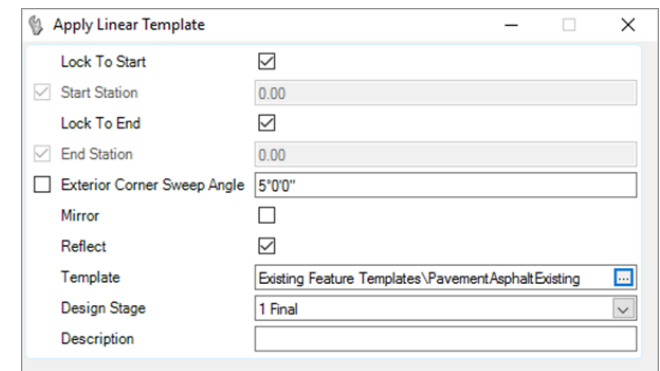 Apply Linear Template
Lock To Start
Start Station 0.00
Lock To End
End Station 0.00
Exterior Corner Sweep Angle 5°0'0"
Mirror
Reflect
Template Existing Feature Templates\PavementAsphaltExisting ...
Design Stage 1 Final
Description